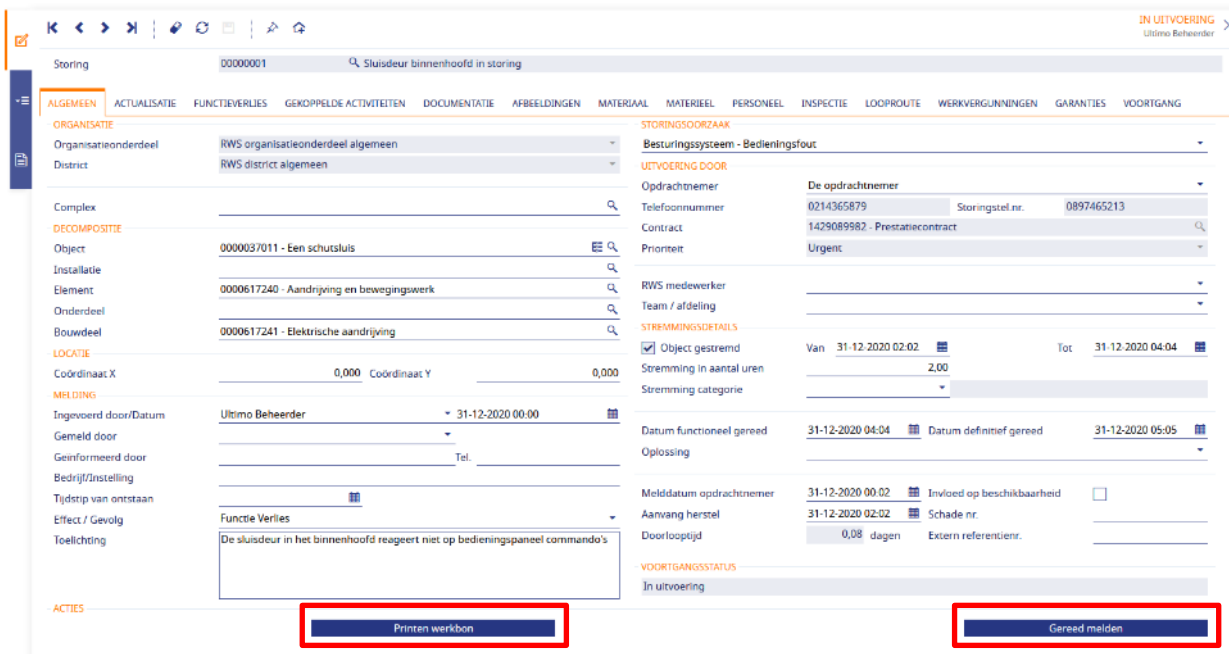 IN UITVOERING
Ultimo Beheerder
Storing 00000001 Sluisdeur binnenhoofd in storing
ALGEMEEN ACTUALISATIE FUNCTIEVERLIES GEKOPPELDE ACTIVITEITEN DOCUMENTATIE AFBEELDINGEN MATERIAAL MATERIEEL PERSONEEL INSPECTIE LOOPROUTE WERKVERGUNNINGEN GARANTIES VOORTGANG
ORGANISATIE
Organisatieonderdeel RWS organisatieonderdeel algemeen
District RWS district algemeen
Complex
DECOMPOSITIE
Object 0000037011 - Een schutsluis
Installatie
Element 0000617240 - Aandrijving en bewegingswerk
Onderdeel
Bouwdeel 0000617241 - Elektrische aandrijving
LOCATIE
Coördinaat X 0,000 Coördinaat Y 0,000
MELDING
Ingevoerd door/Datum Ultimo Beheerder 31-12-2020 00:00
Gemeld door
Geïnformeerd door Tel.
Bedrijf/Instelling
Tijdstip van ontstaan
Effect / Gevolg Functie Verlies
Toelichting De sluisdeur in het binnenhoofd reageert niet op bedieningspaneel commando's
STORINGSOORZAAK
Besturingssysteem - Bedieningsfout
UITVOERING DOOR
Opdrachtnemer De opdrachtnemer
Telefoonnummer 0214365879 Storingstel.nr. 0897465213
Contract 1429089982 - Prestatiecontract
Prioriteit Urgent
RWS medewerker
Team / afdeling
STREMMINGSDETAILS
Object gestremd Van 31-12-2020 02:02 Tot 31-12-2020 04:04
Stremming in aantal uren 2,00
Stremming categorie
Datum functioneel gereed 31-12-2020 04:04 Datum definitief gereed 31-12-2020 05:05
Oplossing
Melddatum opdrachtnemer 31-12-2020 00:02 Invloed op beschikbaarheid
Aanvang herstel 31-12-2020 02:02 Schade nr.
Doorlooptijd 0,08 dagen Extern referentienr.
VOORTGANGSSTATUS
In uitvoering
ACTIES
Printen werkbon Gereed melden